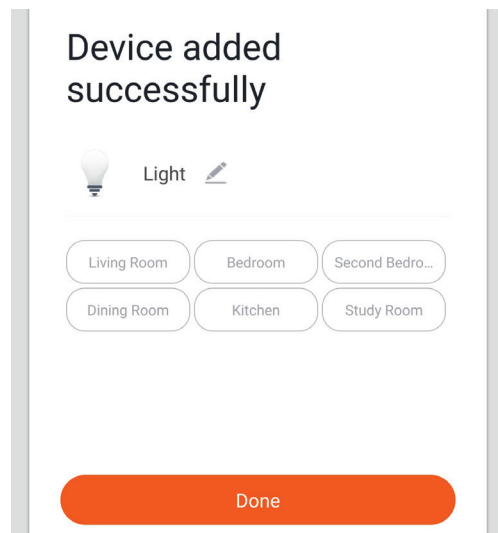 Device added
successfully
Light
Living Room
Bedroom
Second Bedro...
Dining Room
Kitchen
Study Room
Done